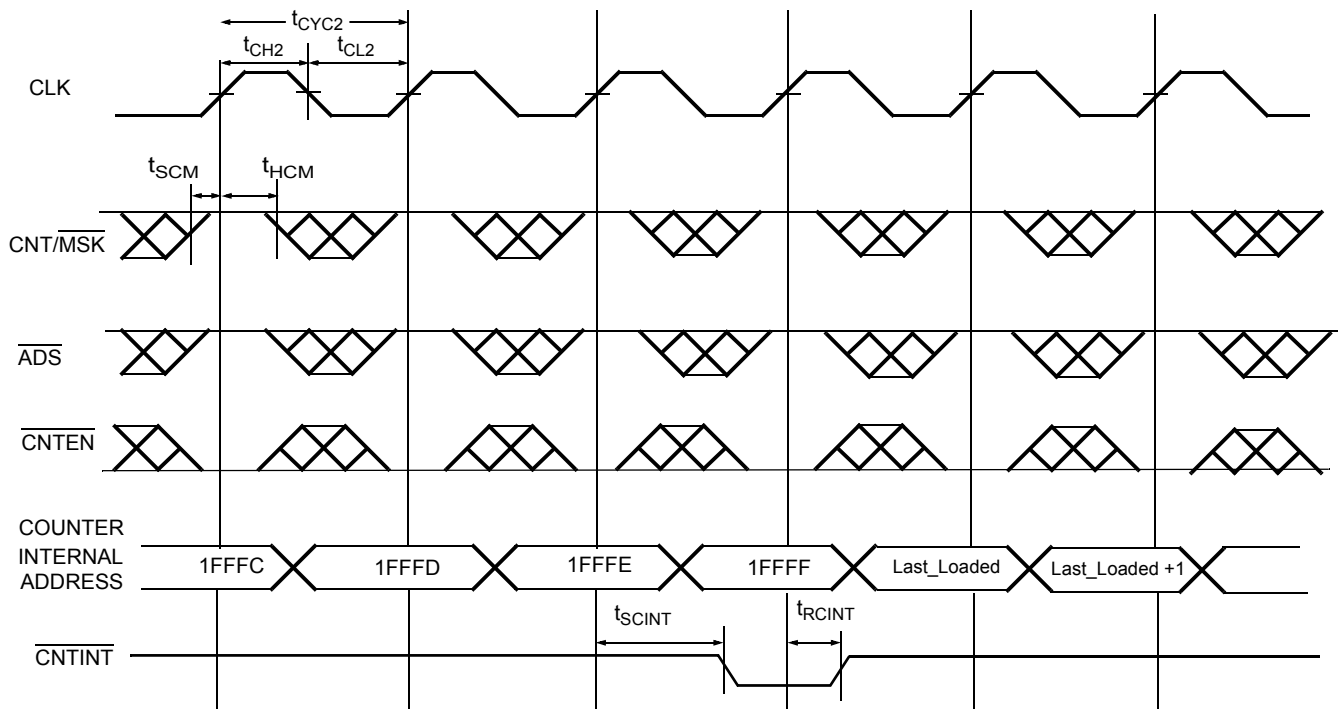 tCYC2
tCH2
tCL2
CLK
tSCM
tHCM
CNT/MSK
ADS
CNTEN
COUNTER
INTERNAL
ADDRESS
1FFFC
1FFFD
1FFFE
1FFFF
Last_Loaded
Last_Loaded +1
tSCINT
tRCINT
CNTINT